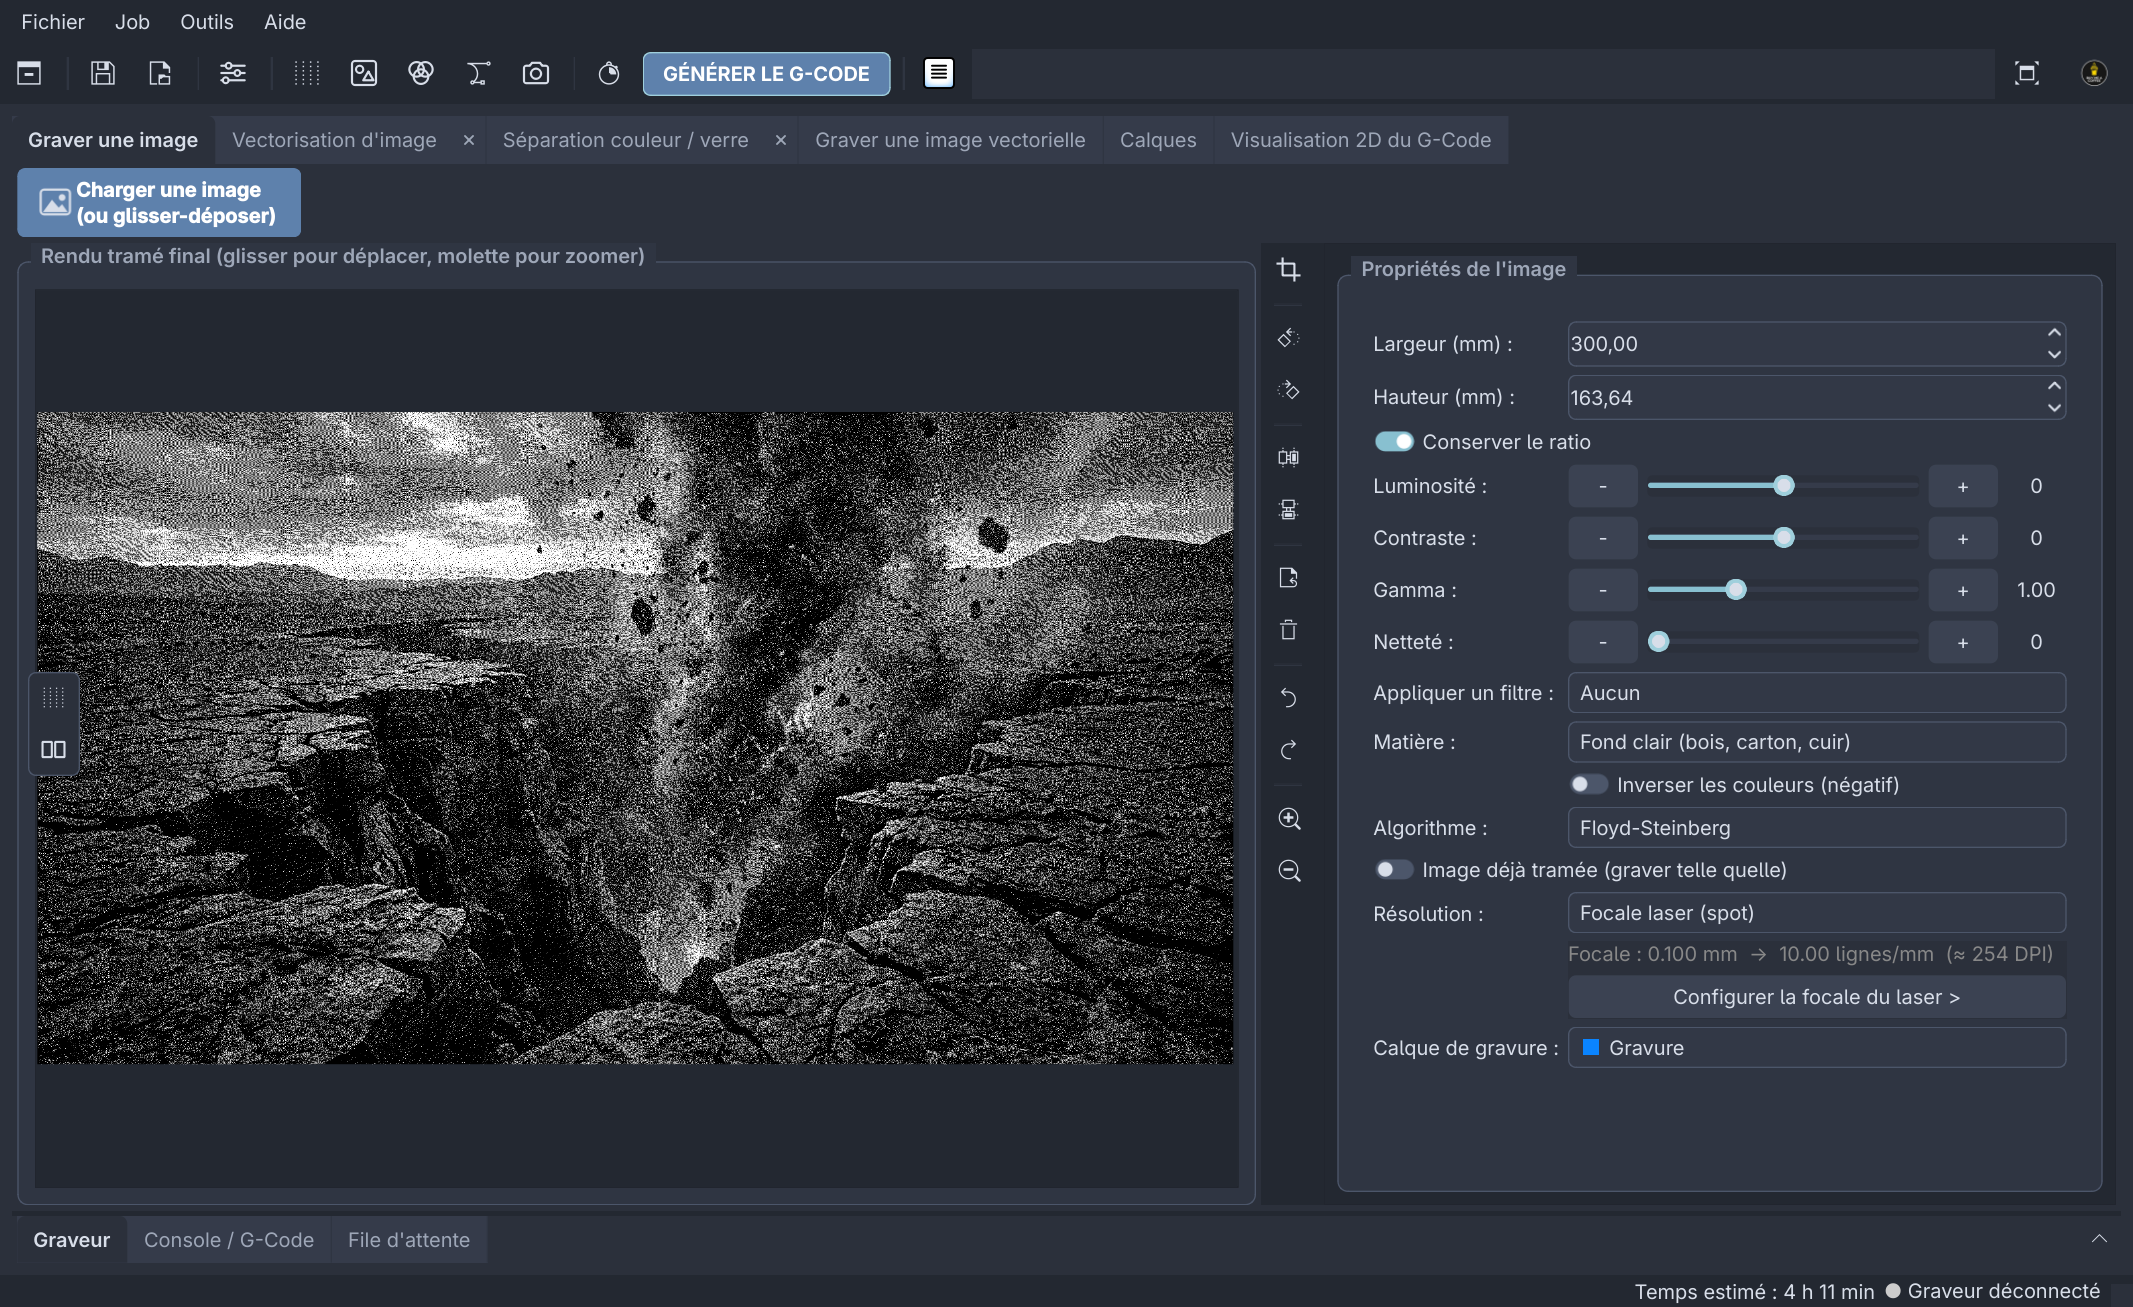 Fichier Job Outils Aide
GÉNÉRER LE G-CODE
Graver une image Vectorisation d'image × Séparation couleur / verre × Graver une image vectorielle Calques Visualisation 2D du G-Code
Charger une image
(ou glisser-déposer)
Rendu tramé final (glisser pour déplacer, molette pour zoomer)
Propriétés de l'image
Largeur (mm) : 300,00
Hauteur (mm) : 163,64
Conserver le ratio
Luminosité : - + 0
Contraste : - + 0
Gamma : - + 1.00
Netteté : - + 0
Appliquer un filtre : Aucun
Matière : Fond clair (bois, carton, cuir)
Inverser les couleurs (négatif)
Algorithme : Floyd-Steinberg
Image déjà tramée (graver telle quelle)
Résolution : Focale laser (spot)
Focale : 0.100 mm → 10.00 lignes/mm (≈ 254 DPI)
Configurer la focale du laser >
Calque de gravure : Gravure
Graveur Console / G-Code File d'attente
Temps estimé : 4 h 11 min Graveur déconnecté